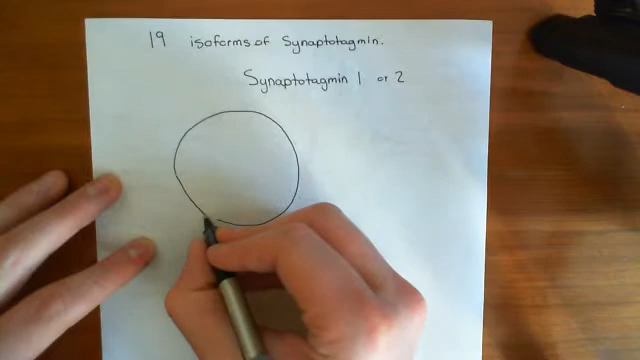 19 isoforms of Synaptotagmin.
Synaptotagmin 1 or 2